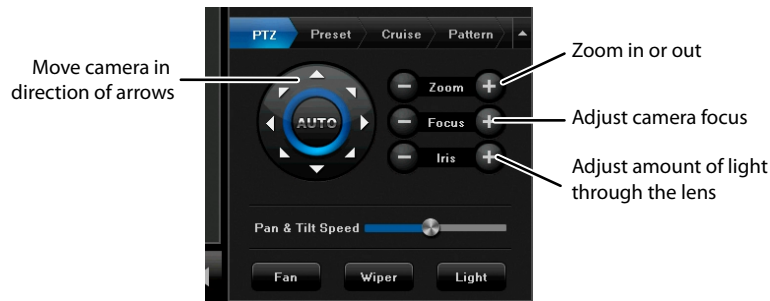 PTZ
Preset
Cruise
Pattern
Move camera in
direction of arrows
AUTO
Zoom
Focus
Iris
Zoom in or out
Adjust camera focus
Adjust amount of light
through the lens
Pan & Tilt Speed
Fan
Wiper
Light